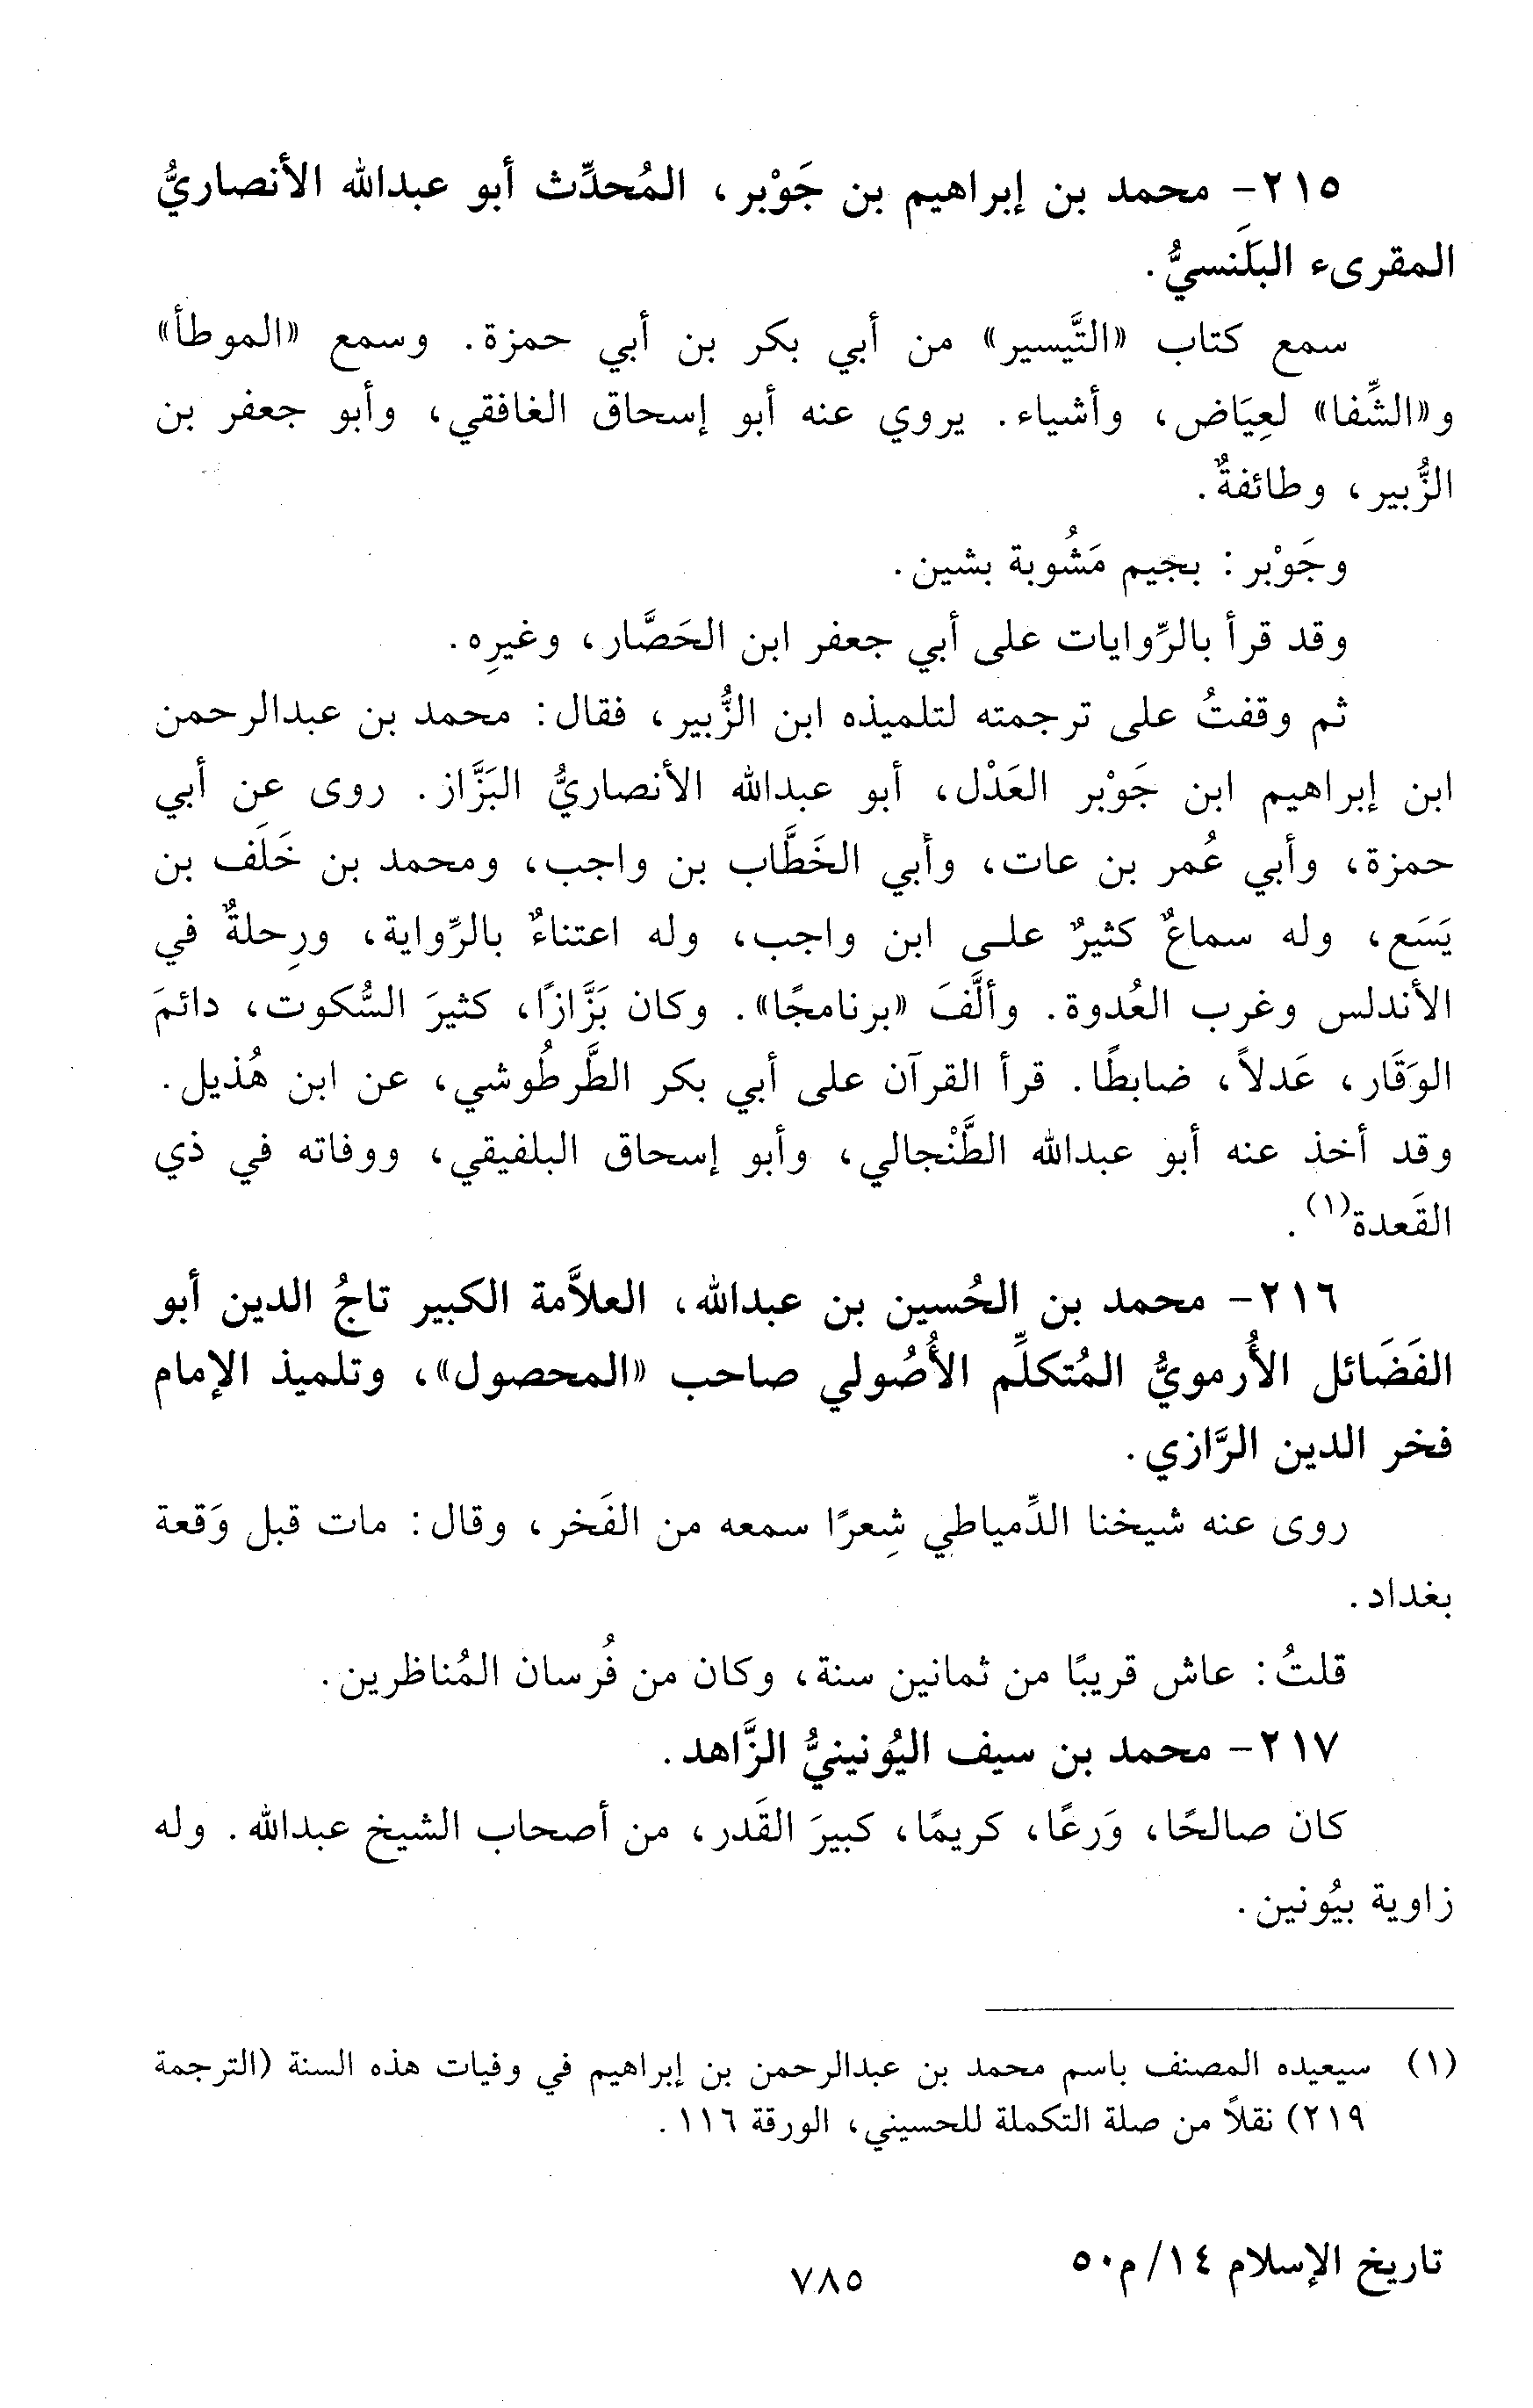 ٢١٥- محمد بن إبراهيم بن جَوْبر، المُحدِّث أبو عبدالله الأنصاريُّ
المقرىء البلَنسيُّ.
سمع كتاب «التَّيسير» من أبي بكر بن أبي حمزة. وسمع «الموطأ»
و«الشِّفا» لعِيَاض، وأشياء. يروي عنه أبو إسحاق الغافقي، وأبو جعفر بن
الزُّبير، وطائفةٌ.
وجَوْبر: بجيم مَشُوبة بشين.
وقد قرأ بالرِّوايات على أبي جعفر ابن الحَصَّار، وغيرِه.
ثم وقفتُ على ترجمته لتلميذه ابن الزُّبير، فقال: محمد بن عبدالرحمن
ابن إبراهيم ابن جَوْبر العَدْل، أبو عبدالله الأنصاريُّ البَزَّاز. روى عن أبي
حمزة، وأبي عُمر بن عات، وأبي الخَطَّاب بن واجب، ومحمد بن خَلَف بن
يَسَع، وله سماعٌ كثيرٌ على ابن واجب، وله اعتناءٌ بالرِّواية، ورِحلةٌ في
الأندلس وغرب العُدوة. وألَّفَ «برنامجًا». وكان بَزَّازًا، كثيرَ السُّكوت، دائمَ
الوَقَار، عَدلاً، ضابطًا. قرأ القرآن على أبي بكر الطَّرطُوشي، عن ابن هُذيل.
وقد أخذ عنه أبو عبدالله الطَّنْجالي، وأبو إسحاق البلفيقي، ووفاته في ذي
القَعدة(١).
٢١٦- محمد بن الحُسين بن عبدالله، العلاَّمة الكبير تاجُ الدين أبو
الفَضَائل الأُرمويُّ المُتكلِّم الأُصُولي صاحب «المحصول»، وتلميذ الإمام
فخر الدين الرَّازي.
روى عنه شيخنا الدِّمياطي شِعرًا سمعه من الفَخر، وقال: مات قبل وَقعة
بغداد.
قلتُ: عاش قريبًا من ثمانين سنة، وكان من فُرسان المُناظرين.
٢١٧- محمد بن سيف اليُونينيُّ الزَّاهد.
كان صالحًا، وَرعًا، كريمًا، كبيرَ القَدر، من أصحاب الشيخ عبدالله. وله
زاوية بيُونين.
(١) سيعيده المصنف باسم محمد بن عبدالرحمن بن إبراهيم في وفيات هذه السنة (الترجمة
٢١٩) نقلاً من صلة التكملة للحسيني، الورقة ١١٦.
تاريخ الإسلام ١٤/م٥٠
٧٨٥